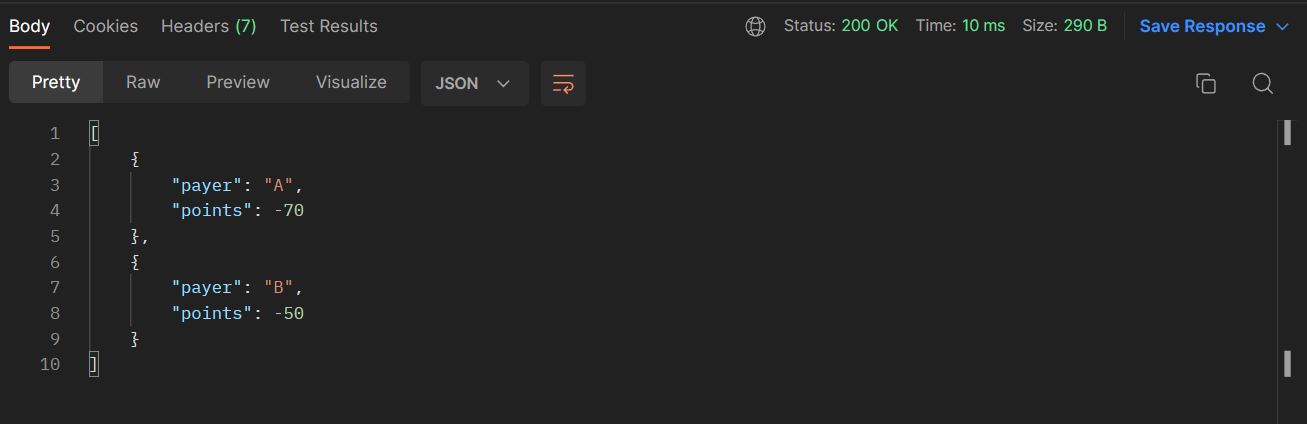 Body Cookies Headers (7) Test Results Status: 200 OK Time: 10 ms Size: 290 B Save Response
Pretty Raw Preview Visualize JSON
1 [
2 {
3 "payer": "A",
4 "points": -70
5 },
6 {
7 "payer": "B",
8 "points": -50
9 }
10 ]